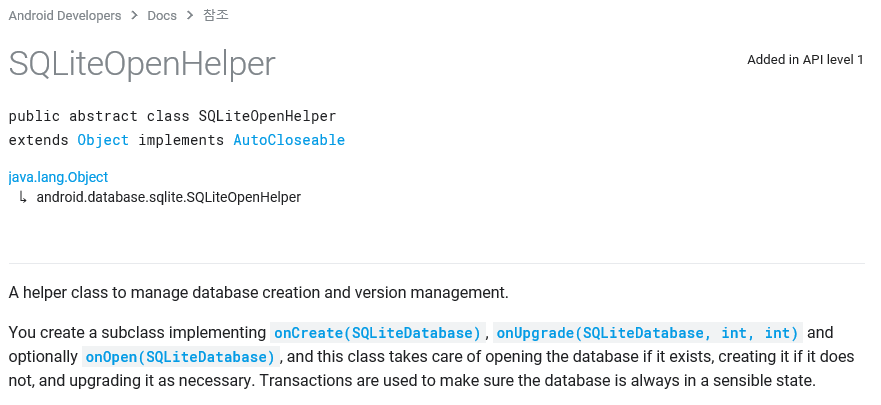 Android Developers > Docs > 참조
SQLiteOpenHelper
Added in API level 1
public abstract class SQLiteOpenHelper
extends Object implements AutoCloseable
java.lang.Object
↳ android.database.sqlite.SQLiteOpenHelper
A helper class to manage database creation and version management.
You create a subclass implementing onCreate(SQLiteDatabase), onUpgrade(SQLiteDatabase, int, int) and
optionally onOpen(SQLiteDatabase), and this class takes care of opening the database if it exists, creating it if it does
not, and upgrading it as necessary. Transactions are used to make sure the database is always in a sensible state.